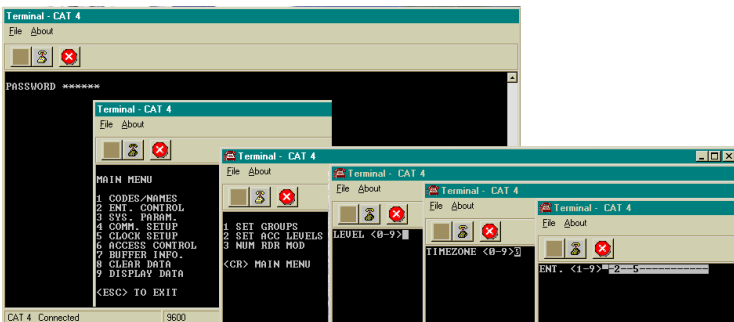 Terminal - CAT 4
File About
PASSWORD ******
Terminal - CAT 4
File About
MAIN MENU
1 CODES/NAMES
2 ENT. CONTROL
3 SYS. PARAM.
4 COMM. SETUP
5 CLOCK SETUP
6 ACCESS CONTROL
7 BUFFER INFO.
8 CLEAR DATA
9 DISPLAY DATA
<ESC> TO EXIT
Terminal - CAT 4
File About
1 SET GROUPS
2 SET ACC LEVELS
3 NUM RDR MOD
<CR> MAIN MENU
Terminal - CAT 4
File About
LEVEL <0-9>
Terminal - CAT 4
File About
TIMEZONE <0-9>3
Terminal - CAT 4
File About
ENT. <1-9> -2--5------------
CAT 4 Connected 9600